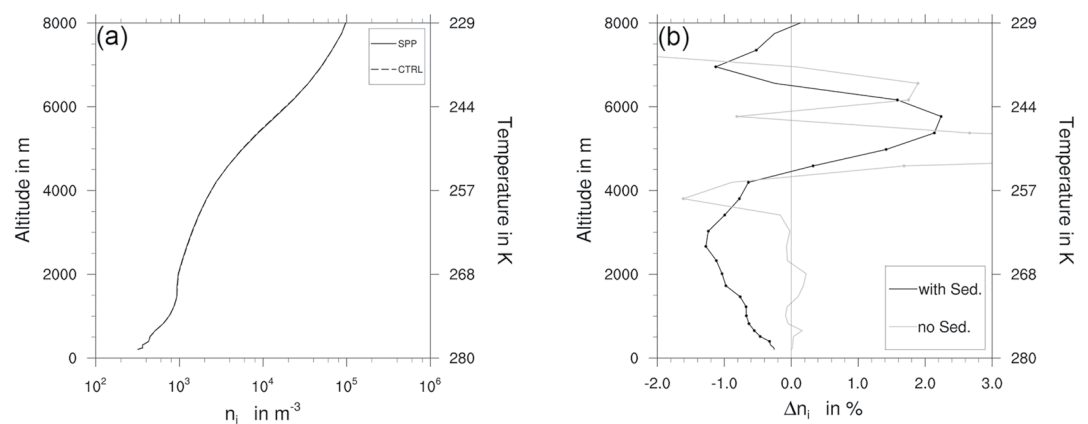 (a)
SPP
CTRL
8000
6000
4000
2000
0
Altitude in m
229
244
257
268
280
Temperature in K
10² 10³ 10⁴ 10⁵ 10⁶
nᵢ in m⁻³
(b)
with Sed.
no Sed.
8000
6000
4000
2000
0
Altitude in m
229
244
257
268
280
Temperature in K
-2.0 -1.0 0.0 1.0 2.0 3.0
Δnᵢ in %